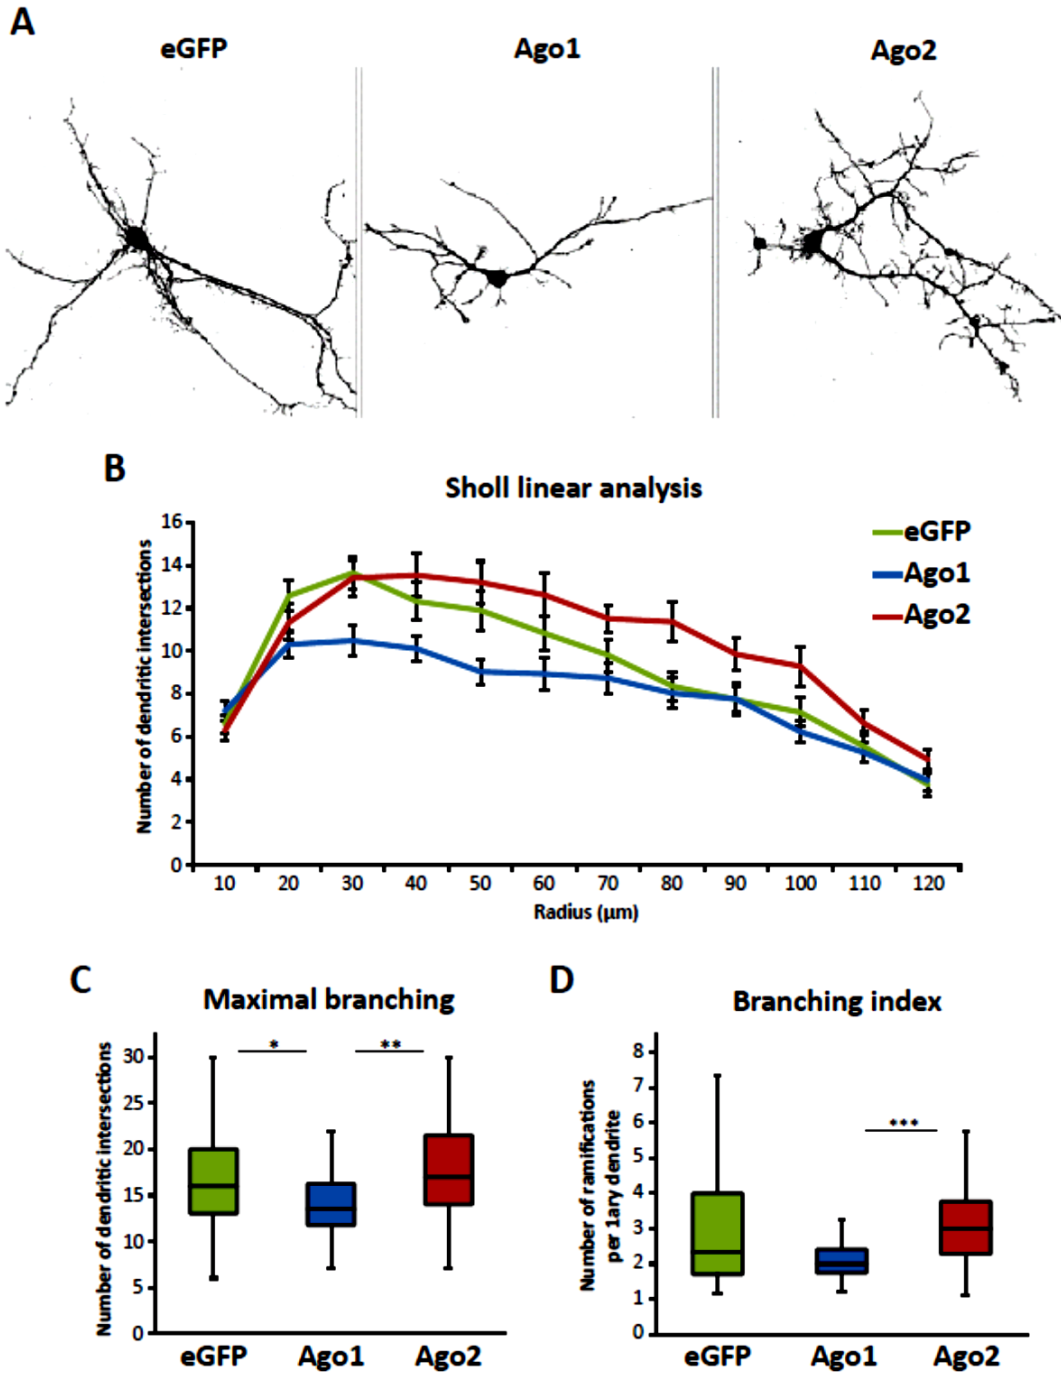 A
eGFP
Ago1
Ago2
B
Sholl linear analysis
Number of dendritic intersections
16
14
12
10
8
6
4
2
0
10 20 30 40 50 60 70 80 90 100 110 120
Radius (µm)
eGFP
Ago1
Ago2
C
Maximal branching
Number of dendritic intersections
30
25
20
15
10
5
0
*
**
eGFP Ago1 Ago2
D
Branching index
Number of ramifications
per 1ary dendrite
8
7
6
5
4
3
2
1
0
***
eGFP Ago1 Ago2